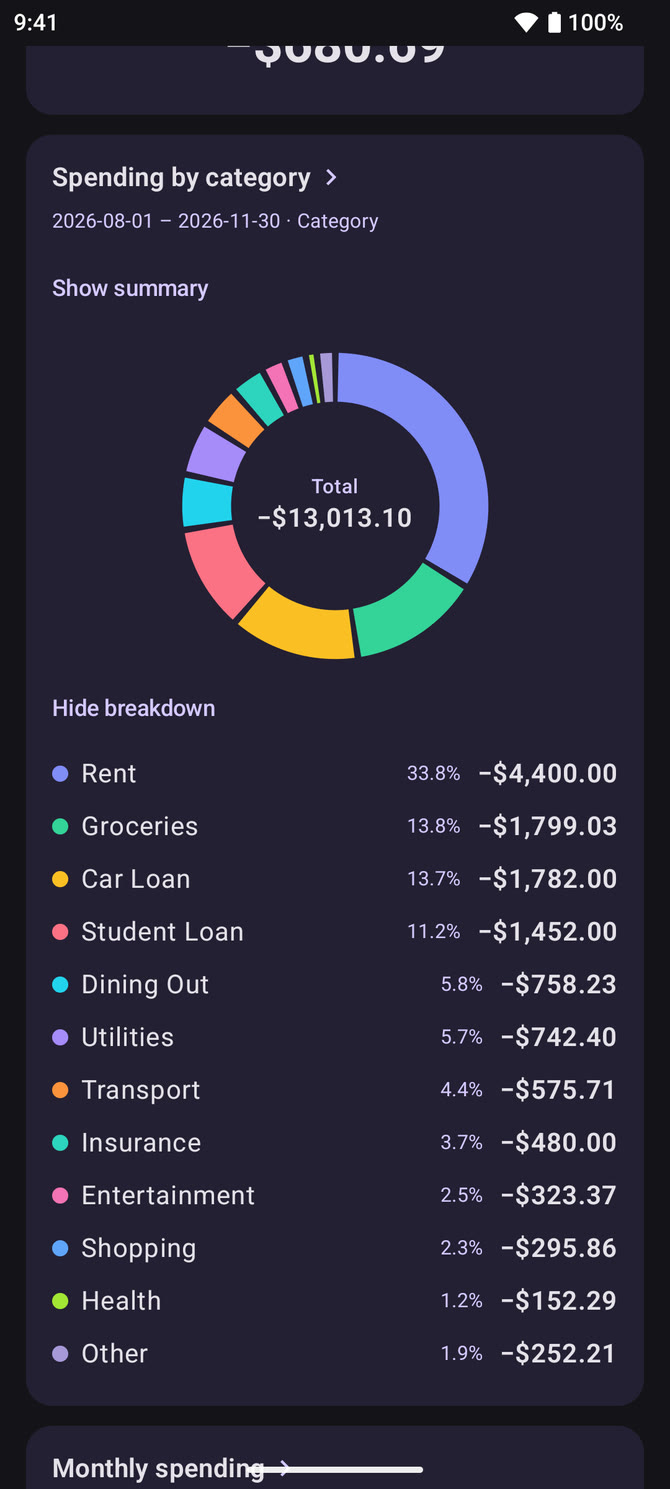 9:41 100%
−$680.69
Spending by category
2026-08-01 – 2026-11-30 · Category
Show summary
Total
−$13,013.10
Hide breakdown
Rent 33.8% −$4,400.00
Groceries 13.8% −$1,799.03
Car Loan 13.7% −$1,782.00
Student Loan 11.2% −$1,452.00
Dining Out 5.8% −$758.23
Utilities 5.7% −$742.40
Transport 4.4% −$575.71
Insurance 3.7% −$480.00
Entertainment 2.5% −$323.37
Shopping 2.3% −$295.86
Health 1.2% −$152.29
Other 1.9% −$252.21
Monthly spending